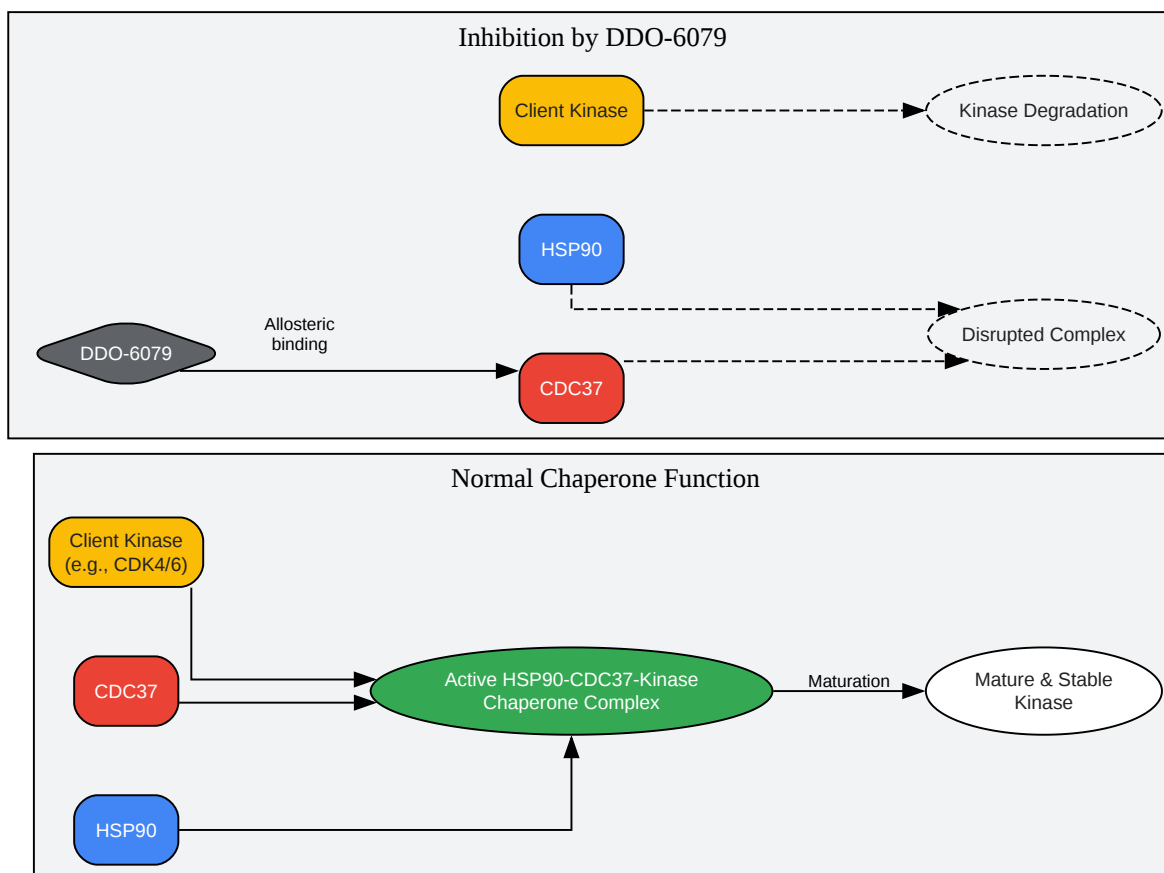 Inhibition by DDO-6079
Client Kinase
Kinase Degradation
HSP90
Disrupted Complex
Allosteric
binding
DDO-6079
CDC37
Normal Chaperone Function
Client Kinase
(e.g., CDK4/6)
CDC37
Active HSP90-CDC37-Kinase
Chaperone Complex
Maturation
Mature & Stable
Kinase
HSP90